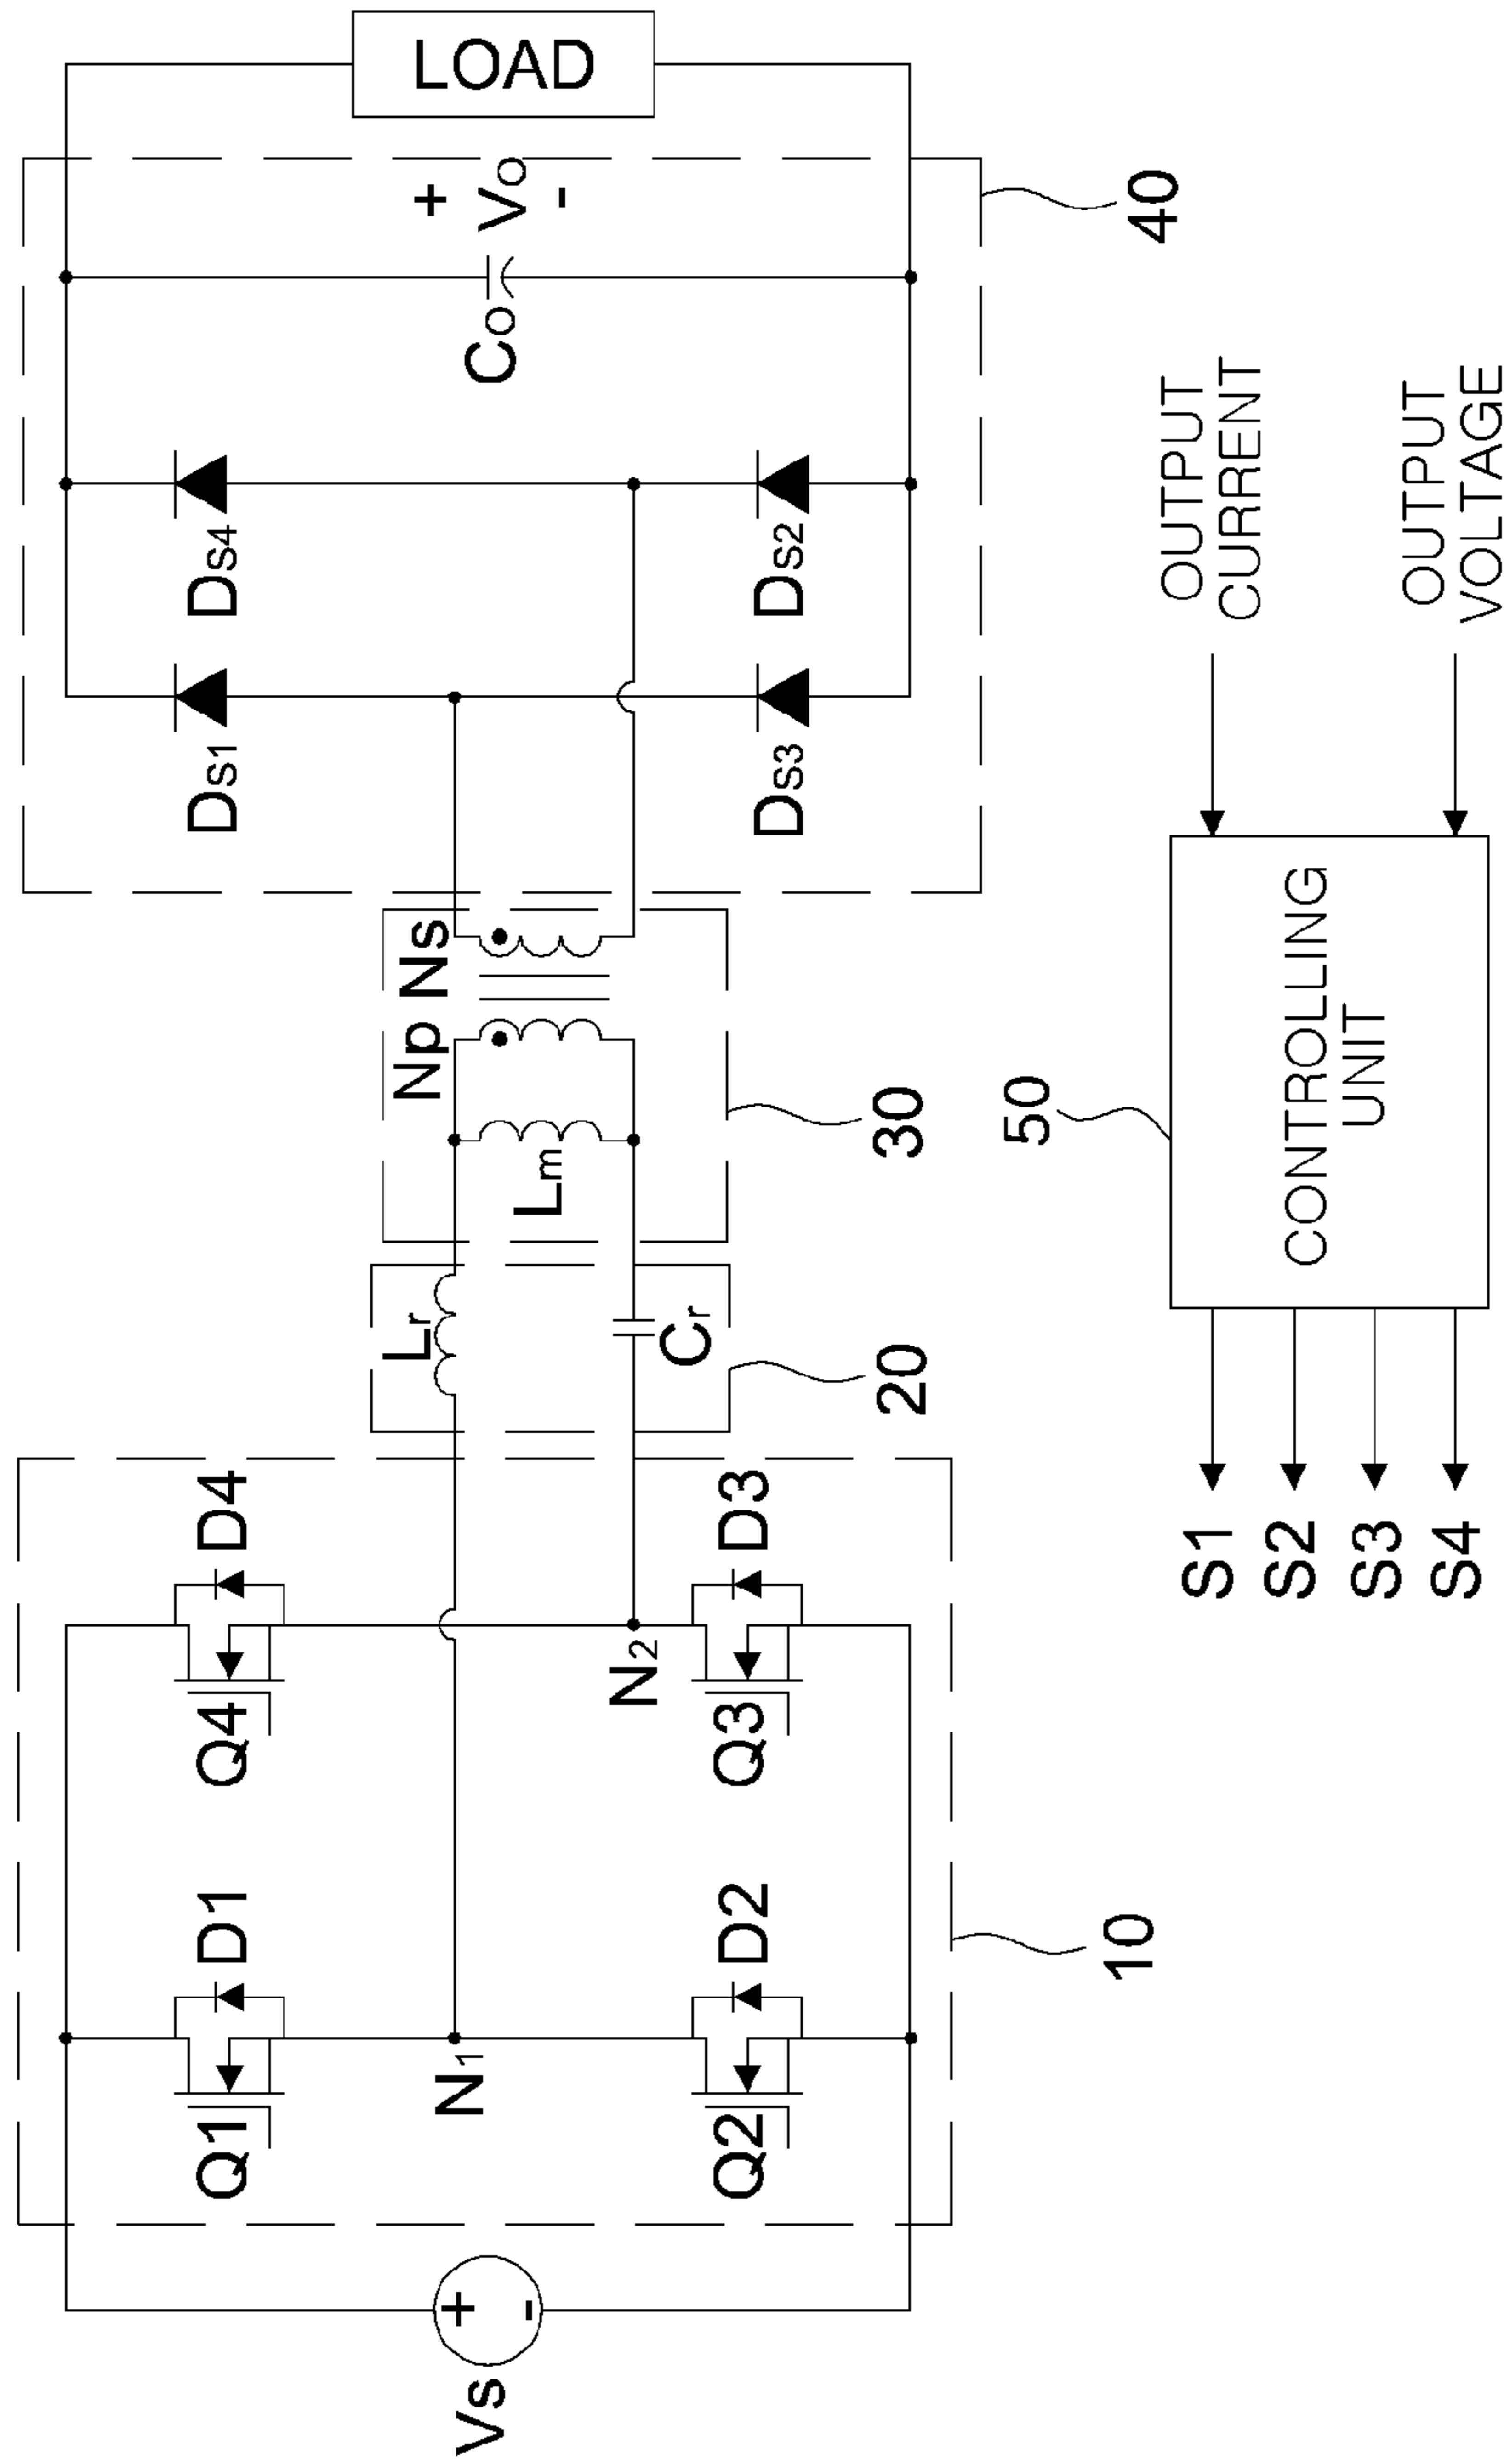 Vs
+
-
Q1
D1
Q4
D4
N1
N2
Q2
D2
Q3
D3
10
Lr
Cr
20
Lm
Np
Ns
30
Ds1
Ds4
Ds3
Ds2
Co
+
Vo
-
40
LOAD
50
CONTROLLING
UNIT
S1
S2
S3
S4
OUTPUT
CURRENT
OUTPUT
VOLTAGE